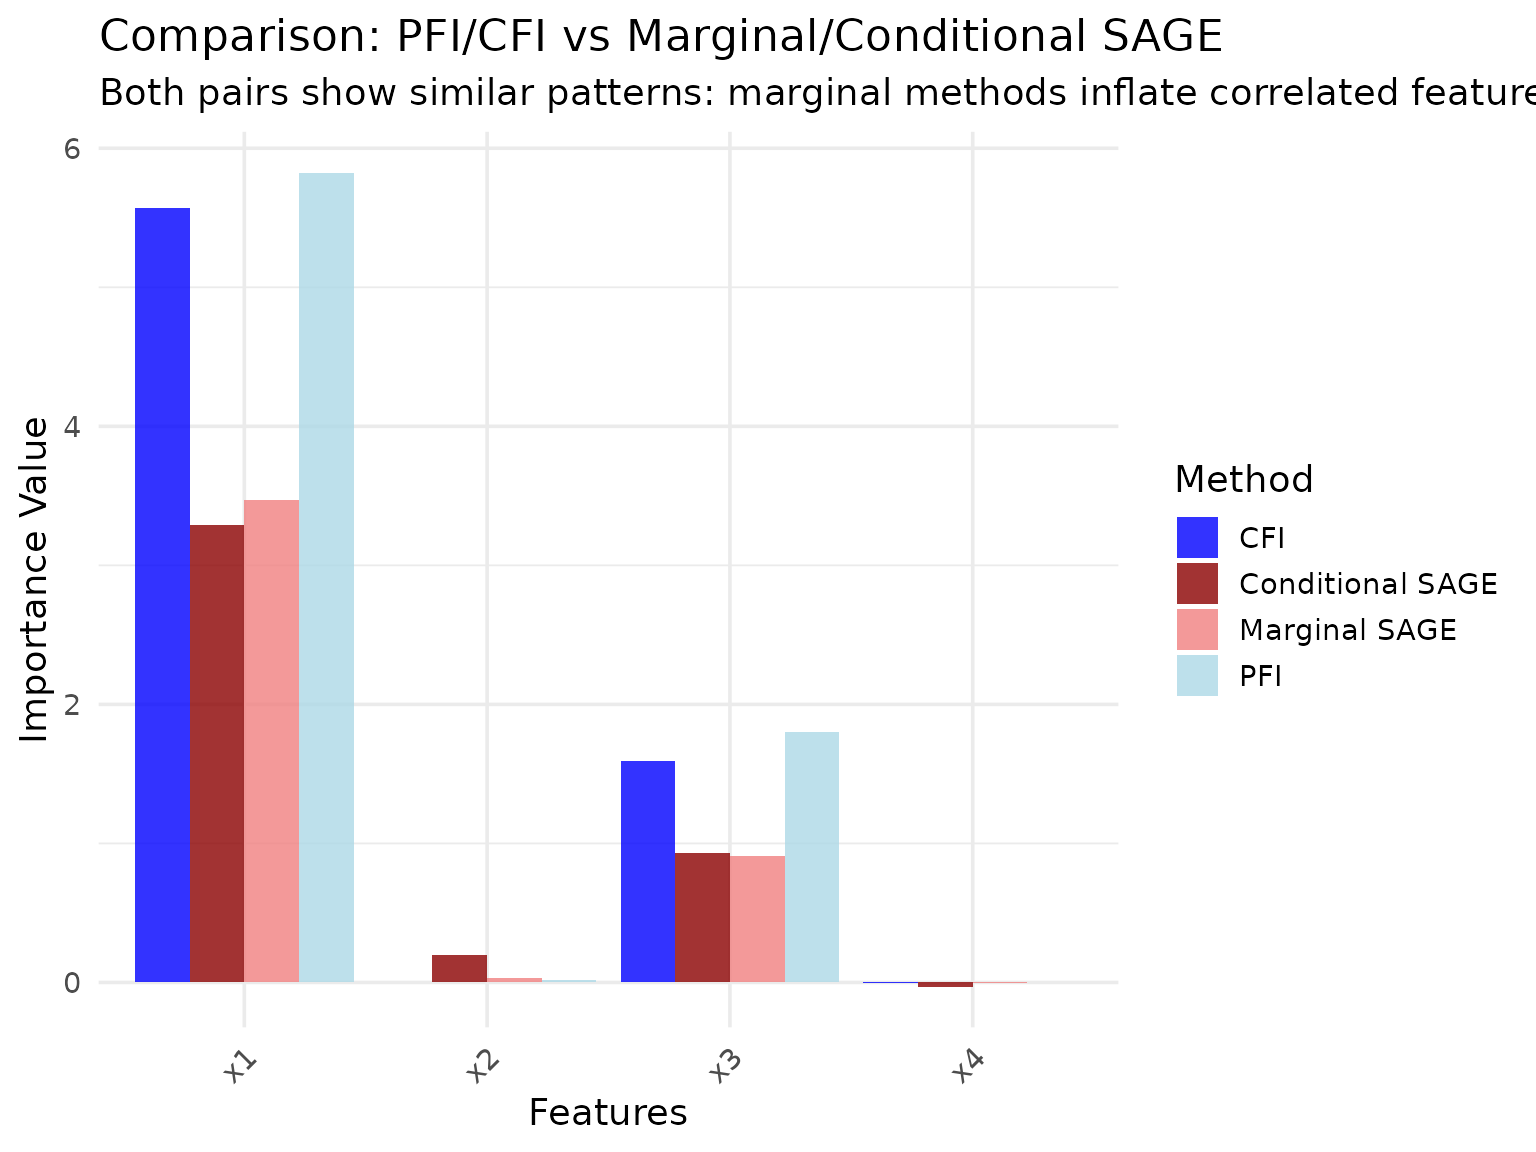 Comparison: PFI/CFI vs Marginal/Conditional SAGE
Both pairs show similar patterns: marginal methods inflate correlated feature
6
4
2
0
Importance Value
x1
x2
x3
x4
Features
Method
CFI
Conditional SAGE
Marginal SAGE
PFI